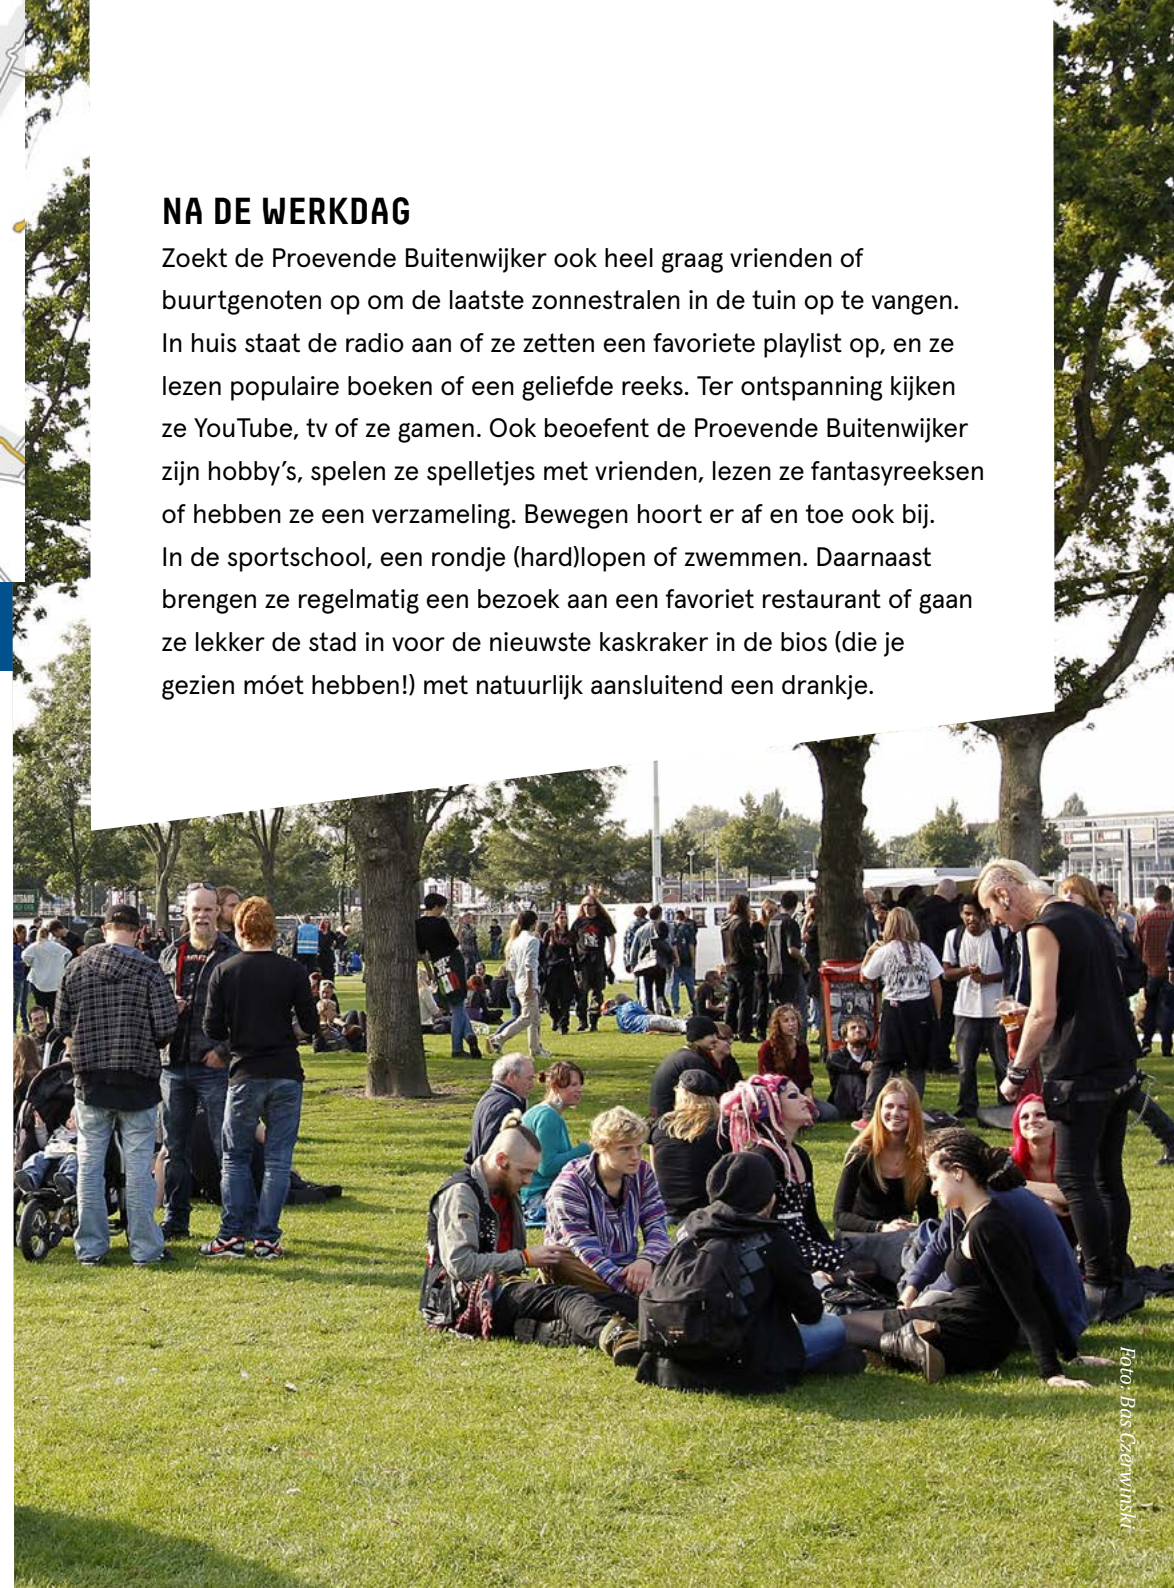 NA DE WERKDAG
Zoekt de Proevende Buitenwijker ook heel graag vrienden of
buurtgenoten op om de laatste zonnestralen in de tuin op te vangen.
In huis staat de radio aan of ze zetten een favoriete playlist op, en ze
lezen populaire boeken of een geliefde reeks. Ter ontspanning kijken
ze YouTube, tv of ze gamen. Ook beoefent de Proevende Buitenwijker
zijn hobby’s, spelen ze spelletjes met vrienden, lezen ze fantasyreeksen
of hebben ze een verzameling. Bewegen hoort er af en toe ook bij.
In de sportschool, een rondje (hard)lopen of zwemmen. Daarnaast
brengen ze regelmatig een bezoek aan een favoriet restaurant of gaan
ze lekker de stad in voor de nieuwste kaskraker in de bios (die je
gezien móet hebben!) met natuurlijk aansluitend een drankje.
Foto: Bas Czerwinski